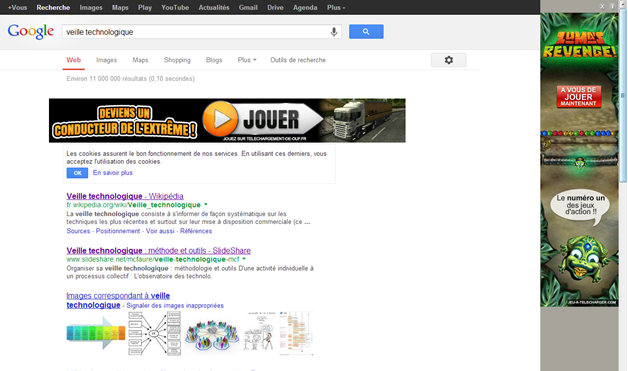 +Vous Recherche Images Maps Play YouTube Actualités Gmail Drive Agenda Plus
Google veille technologique
Web Images Maps Shopping Blogs Plus Outils de recherche
Environ 11 000 000 résultats (0,10 secondes)
DEVIENS UN
CONDUCTEUR DE L'EXTRÊME !
JOUER
JOUEZ SUR TELECHARGEMENT-DE-OUF.FR
Les cookies assurent le bon fonctionnement de nos services. En utilisant ces derniers, vous
acceptez l'utilisation des cookies.
OK En savoir plus
Veille technologique - Wikipédia
fr.wikipedia.org/wiki/Veille_technologique
La veille technologique consiste à s'informer de façon systématique sur les
techniques les plus récentes et surtout sur leur mise à disposition commerciale (ce ...
Sources - Positionnement - Voir aussi - Références
Veille technologique : méthode et outils - SlideShare
www.slideshare.net/mcfaure/veille-technologique-mcf
Organiser sa veille technologique : méthodologie et outils D'une activité individuelle à
un processus collectif : L'obsevatoire des technolo.
Images correspondant à veille
technologique - Signaler des images inappropriées
ZUMA'S
REVENGE!
A VOUS DE
JOUER
MAINTENANT
Le numéro un
des jeux
d'action !!
JEU-A-TELECHARGER.COM